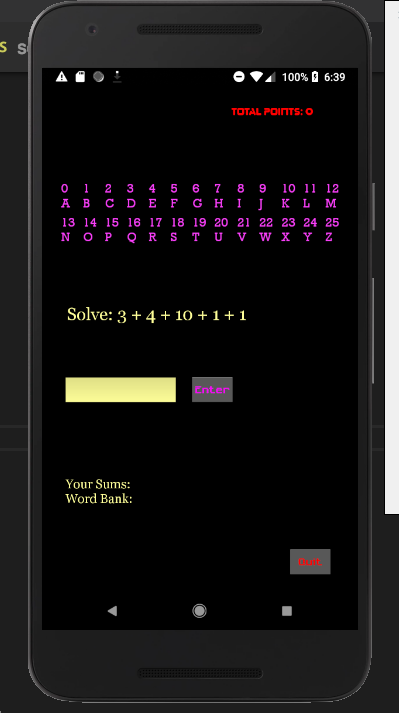 100% 6:39
TOTAL POINTS: 0
0 1 2 3 4 5 6 7 8 9 10 11 12
A B C D E F G H I J K L M
13 14 15 16 17 18 19 20 21 22 23 24 25
N O P Q R S T U V W X Y Z
Solve: 3 + 4 + 10 + 1 + 1
Enter
Your Sums:
Word Bank:
Quit